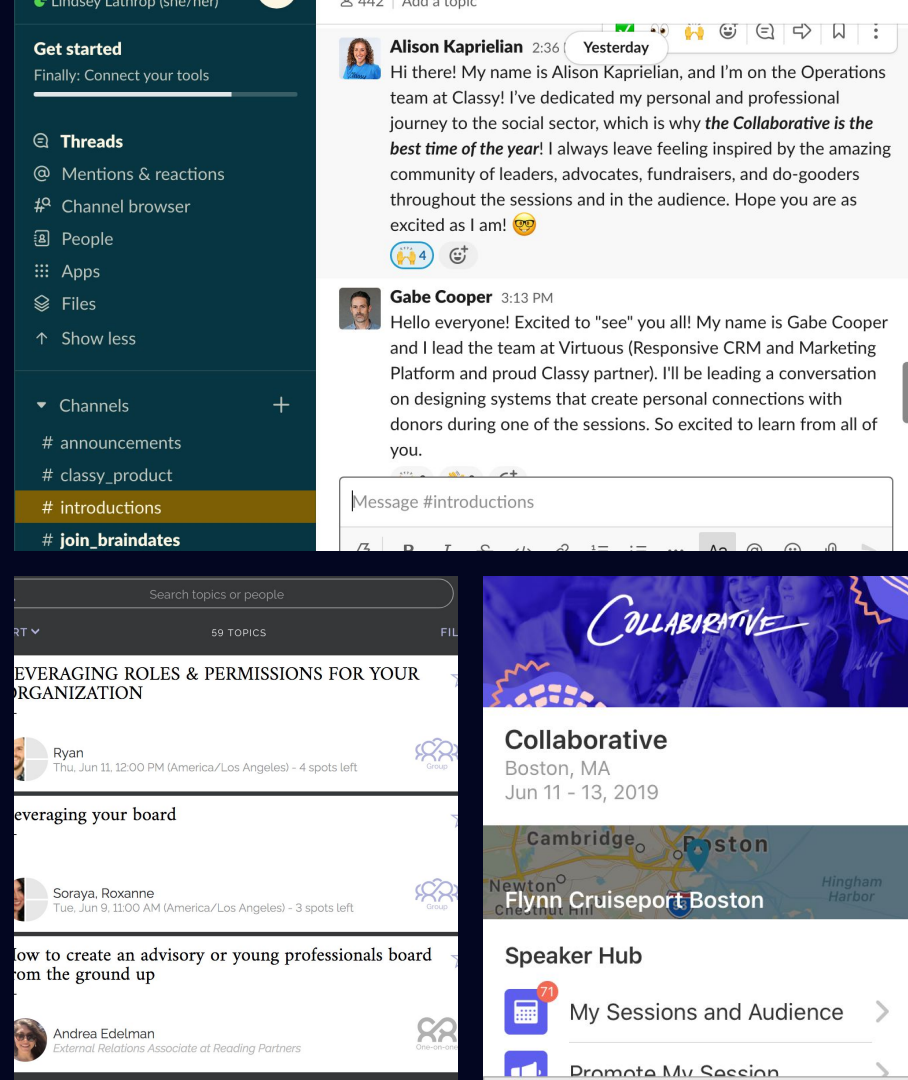 Lindsey Lathrop (she/her)
442 | Add a topic
Get started
Finally: Connect your tools
Threads
Mentions & reactions
Channel browser
People
Apps
Files
Show less
Channels
# announcements
# classy_product
# introductions
# join_braindates
Yesterday
Alison Kaprielian 2:36
Hi there! My name is Alison Kaprielian, and I'm on the Operations
team at Classy! I've dedicated my personal and professional
journey to the social sector, which is why the Collaborative is the
best time of the year! I always leave feeling inspired by the amazing
community of leaders, advocates, fundraisers, and do-gooders
throughout the sessions and in the audience. Hope you are as
excited as I am! 🤓
🙌 4
Gabe Cooper 3:13 PM
Hello everyone! Excited to "see" you all! My name is Gabe Cooper
and I lead the team at Virtuous (Responsive CRM and Marketing
Platform and proud Classy partner). I'll be leading a conversation
on designing systems that create personal connections with
donors during one of the sessions. So excited to learn from all of
you.
Message #introductions
B I S Aa @
Search topics or people
RT 59 TOPICS FIL
EVERAGING ROLES & PERMISSIONS FOR YOUR
ORGANIZATION
Ryan
Thu, Jun 11, 12:00 PM (America/Los Angeles) - 4 spots left
Group
everaging your board
Soraya, Roxanne
Tue, Jun 9, 11:00 AM (America/Los Angeles) - 3 spots left
Group
How to create an advisory or young professionals board
from the ground up
Andrea Edelman
External Relations Associate at Reading Partners
One-on-one
COLLABORATIVE
Collaborative
Boston, MA
Jun 11 - 13, 2019
Cambridge
Boston
Newton
Chestnut Hill
93
Hingham
Harbor
Flynn Cruiseport Boston
Speaker Hub
71
My Sessions and Audience
Promote My Session